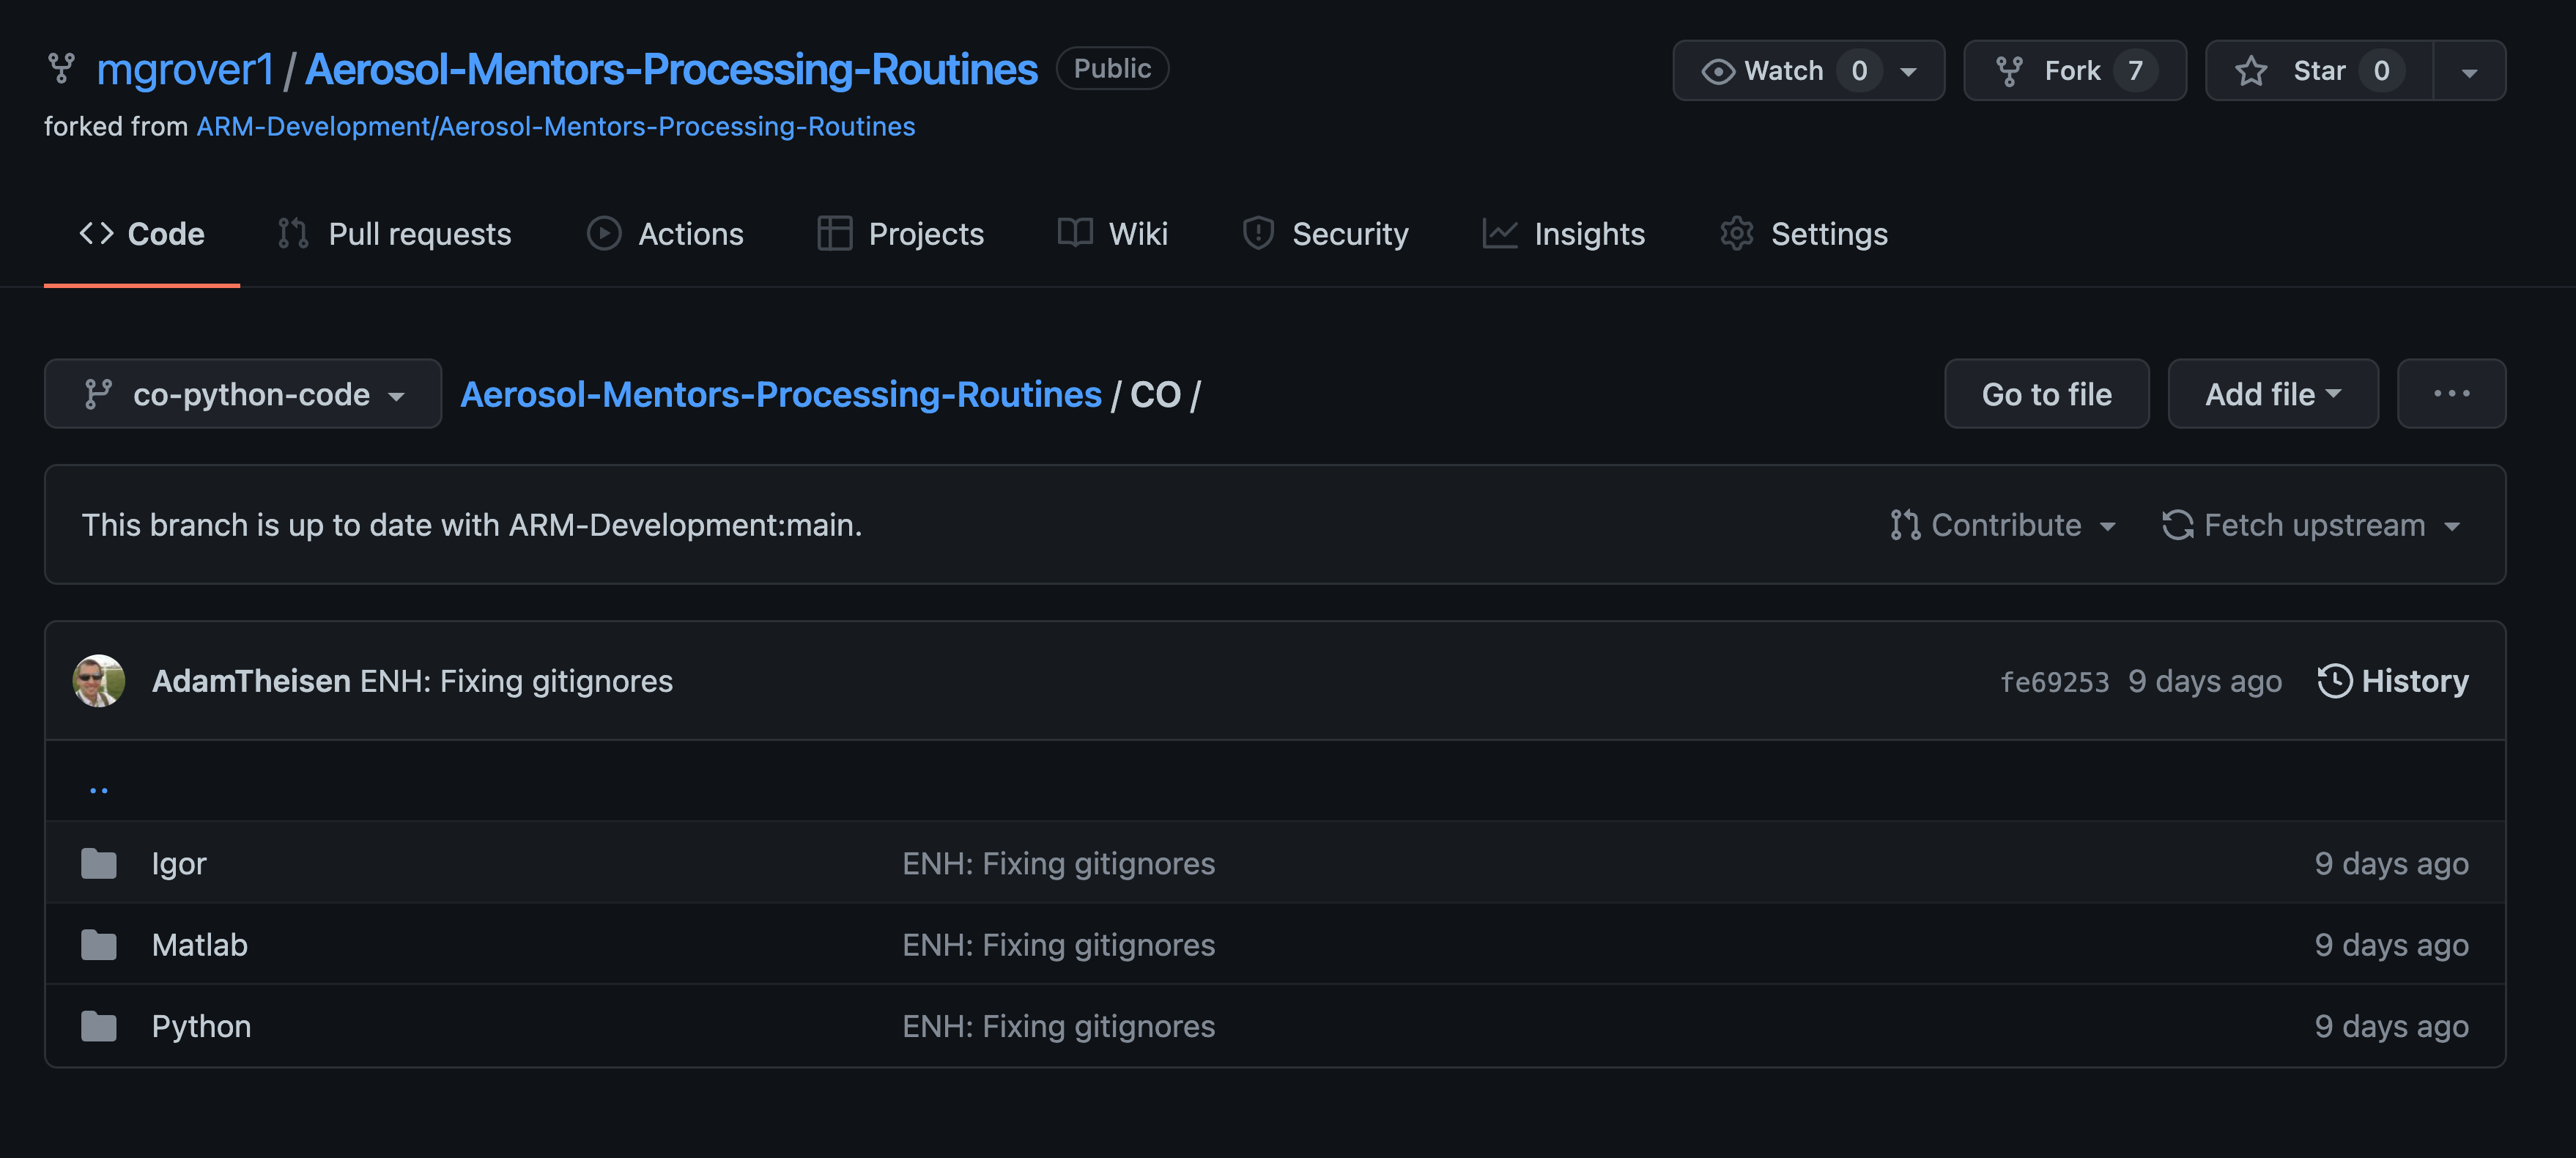 mgrover1 / Aerosol-Mentors-Processing-Routines Public Watch 0 Fork 7 Star 0
forked from ARM-Development/Aerosol-Mentors-Processing-Routines
Code Pull requests Actions Projects Wiki Security Insights Settings
co-python-code Aerosol-Mentors-Processing-Routines / CO / Go to file Add file ...
This branch is up to date with ARM-Development:main. Contribute Fetch upstream
AdamTheisen ENH: Fixing gitignores fe69253 9 days ago History
..
Igor ENH: Fixing gitignores 9 days ago
Matlab ENH: Fixing gitignores 9 days ago
Python ENH: Fixing gitignores 9 days ago